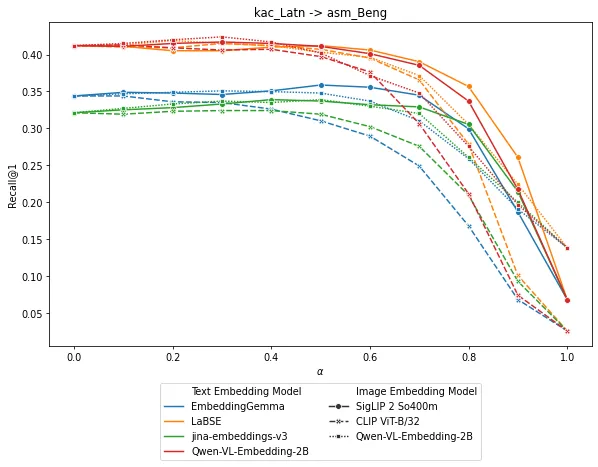 kac_Latn -> asm_Beng
Recall@1
0.40
0.35
0.30
0.25
0.20
0.15
0.10
0.05
0.0
0.2
0.4
0.6
0.8
1.0
α
Text Embedding Model
EmbeddingGemma
LaBSE
jina-embeddings-v3
Qwen-VL-Embedding-2B
Image Embedding Model
SigLIP 2 So400m
CLIP ViT-B/32
Qwen-VL-Embedding-2B